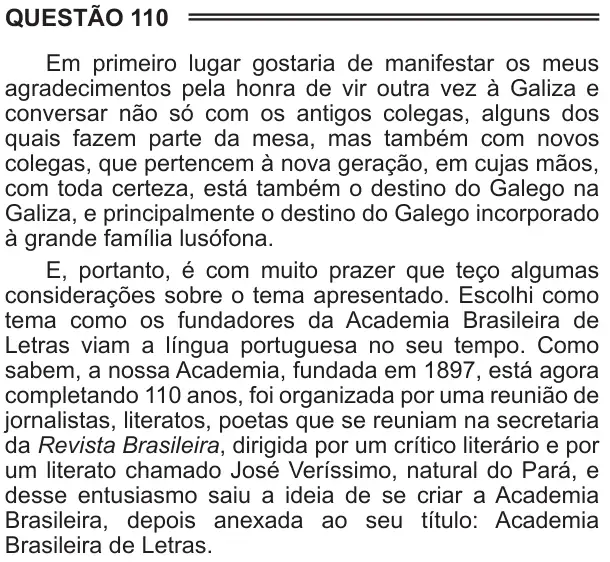 QUESTÃO 110
Em primeiro lugar gostaria de manifestar os meus
agradecimentos pela honra de vir outra vez à Galiza e
conversar não só com os antigos colegas, alguns dos
quais fazem parte da mesa, mas também com novos
colegas, que pertencem à nova geração, em cujas mãos,
com toda certeza, está também o destino do Galego na
Galiza, e principalmente o destino do Galego incorporado
à grande família lusófona.
E, portanto, é com muito prazer que teço algumas
considerações sobre o tema apresentado. Escolhi como
tema como os fundadores da Academia Brasileira de
Letras viam a língua portuguesa no seu tempo. Como
sabem, a nossa Academia, fundada em 1897, está agora
completando 110 anos, foi organizada por uma reunião de
jornalistas, literatos, poetas que se reuniam na secretaria
da Revista Brasileira, dirigida por um crítico literário e por
um literato chamado José Veríssimo, natural do Pará, e
desse entusiasmo saiu a ideia de se criar a Academia
Brasileira, depois anexada ao seu título: Academia
Brasileira de Letras.